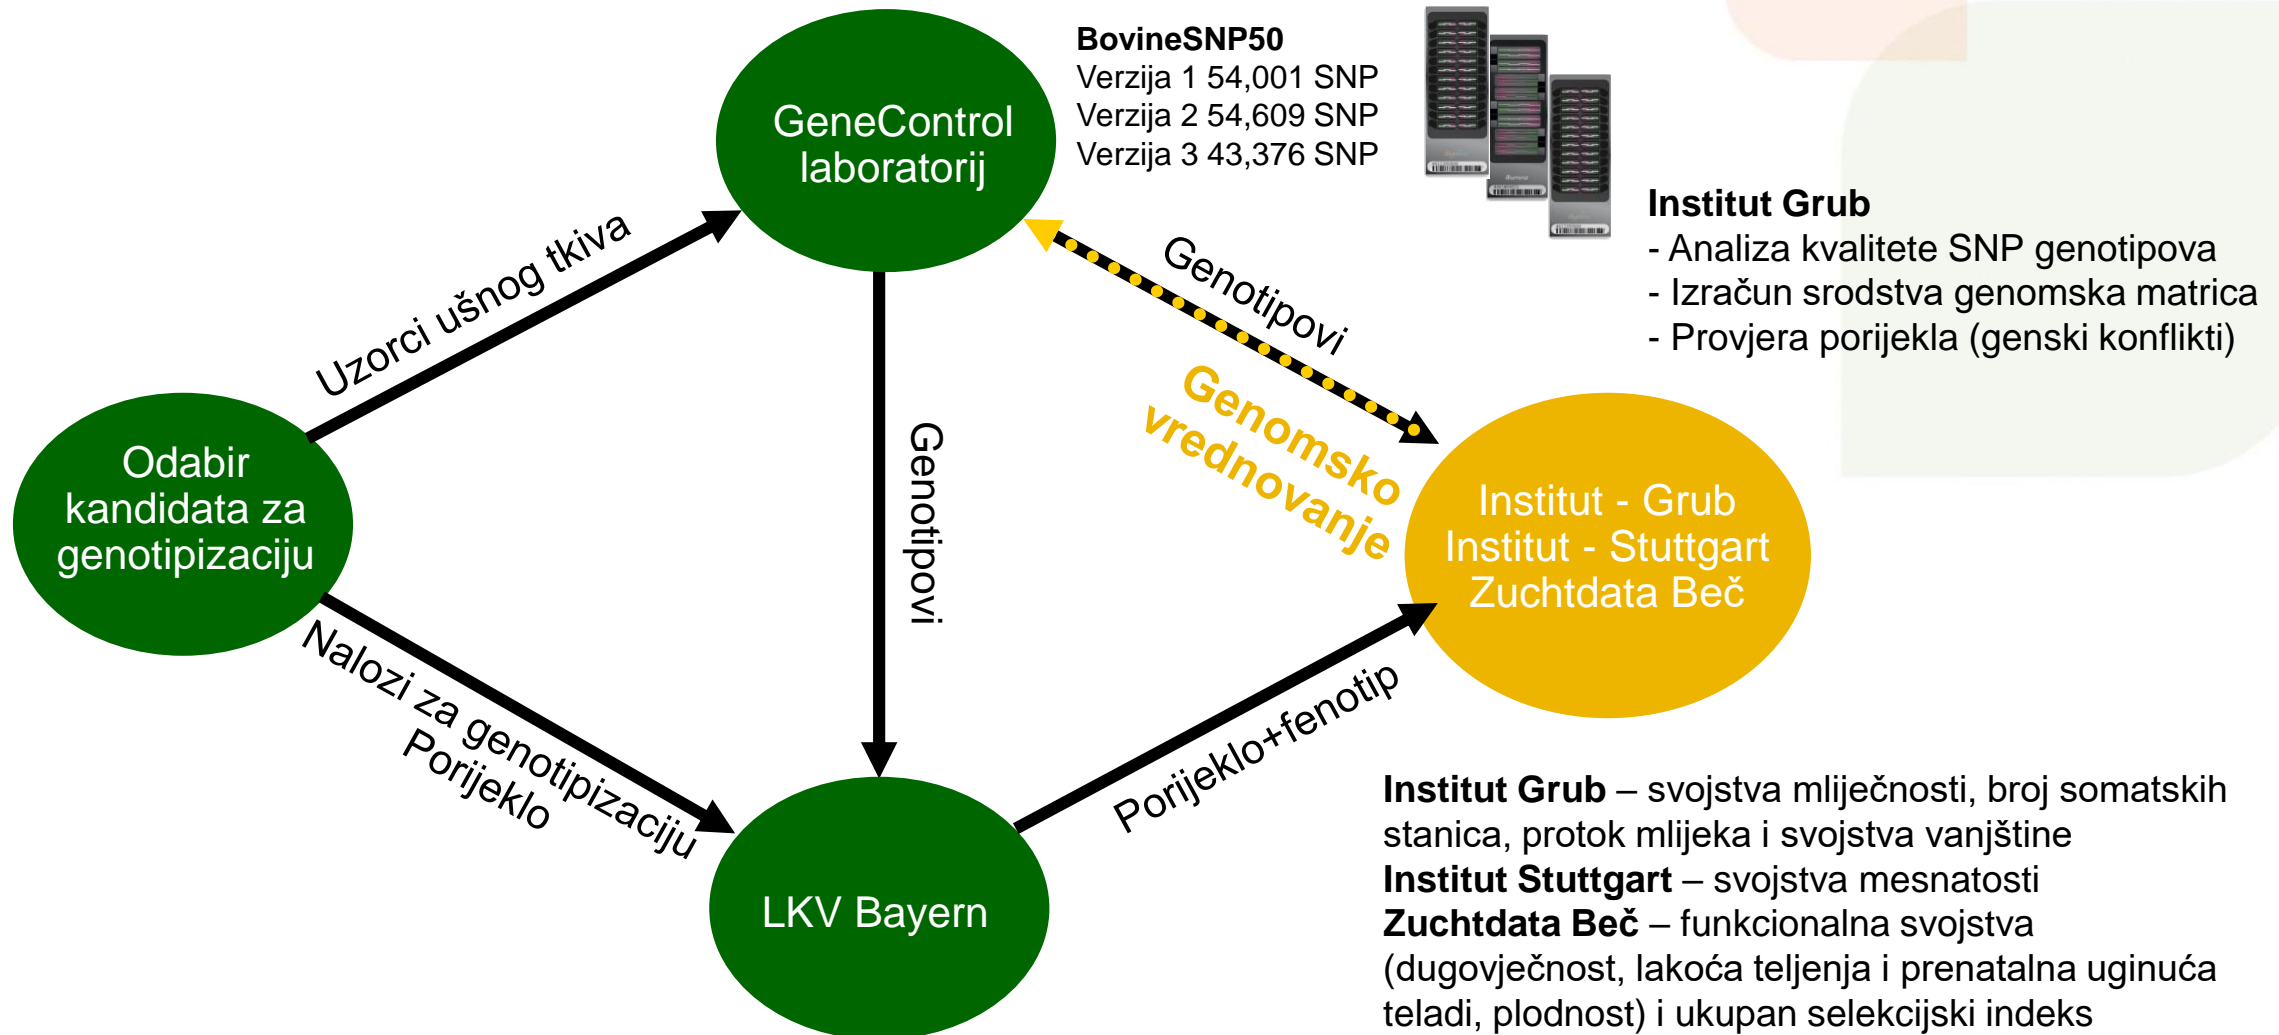 BovineSNP50
Verzija 1 54,001 SNP
Verzija 2 54,609 SNP
Verzija 3 43,376 SNP
GeneControl
laboratorij
Institut Grub
- Analiza kvalitete SNP genotipova
- Izračun srodstva genomska matrica
- Provjera porijekla (genski konflikti)
Uzorci ušnog tkiva
Genotipovi
Genomsko
vrednovanje
Genotipovi
Odabir
kandidata za
genotipizaciju
Institut - Grub
Institut - Stuttgart
Zuchtdata Beč
Nalozi za genotipizaciju
Porijeklo
Porijeklo+fenotip
LKV Bayern
Institut Grub – svojstva mliječnosti, broj somatskih
stanica, protok mlijeka i svojstva vanjštine
Institut Stuttgart – svojstva mesnatosti
Zuchtdata Beč – funkcionalna svojstva
(dugovječnost, lakoća teljenja i prenatalna uginuća
teladi, plodnost) i ukupan selekcijski indeks